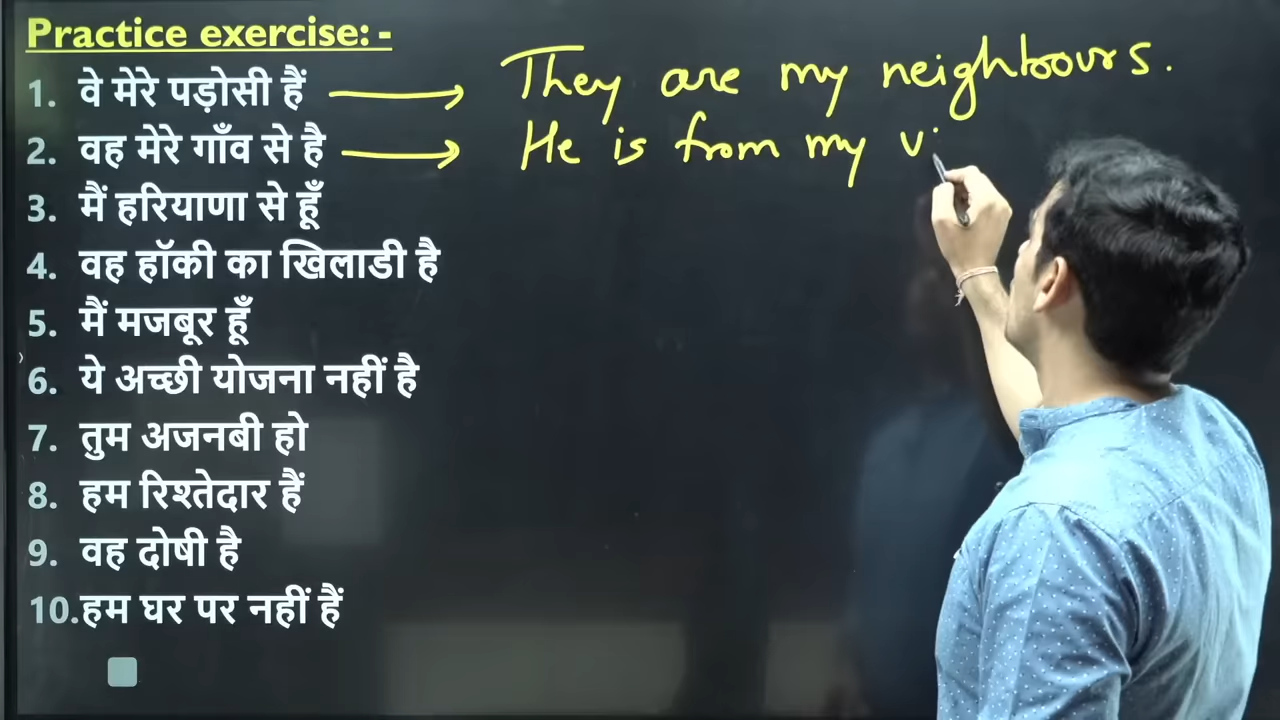 Practice exercise: -
1. वे मेरे पड़ोसी हैं → They are my neighbours.
2. वह मेरे गाँव से है → He is from my vi
3. मैं हरियाणा से हूँ
4. वह हॉकी का खिलाडी है
5. मैं मजबूर हूँ
6. ये अच्छी योजना नहीं है
7. तुम अजनबी हो
8. हम रिश्तेदार हैं
9. वह दोषी है
10. हम घर पर नहीं हैं